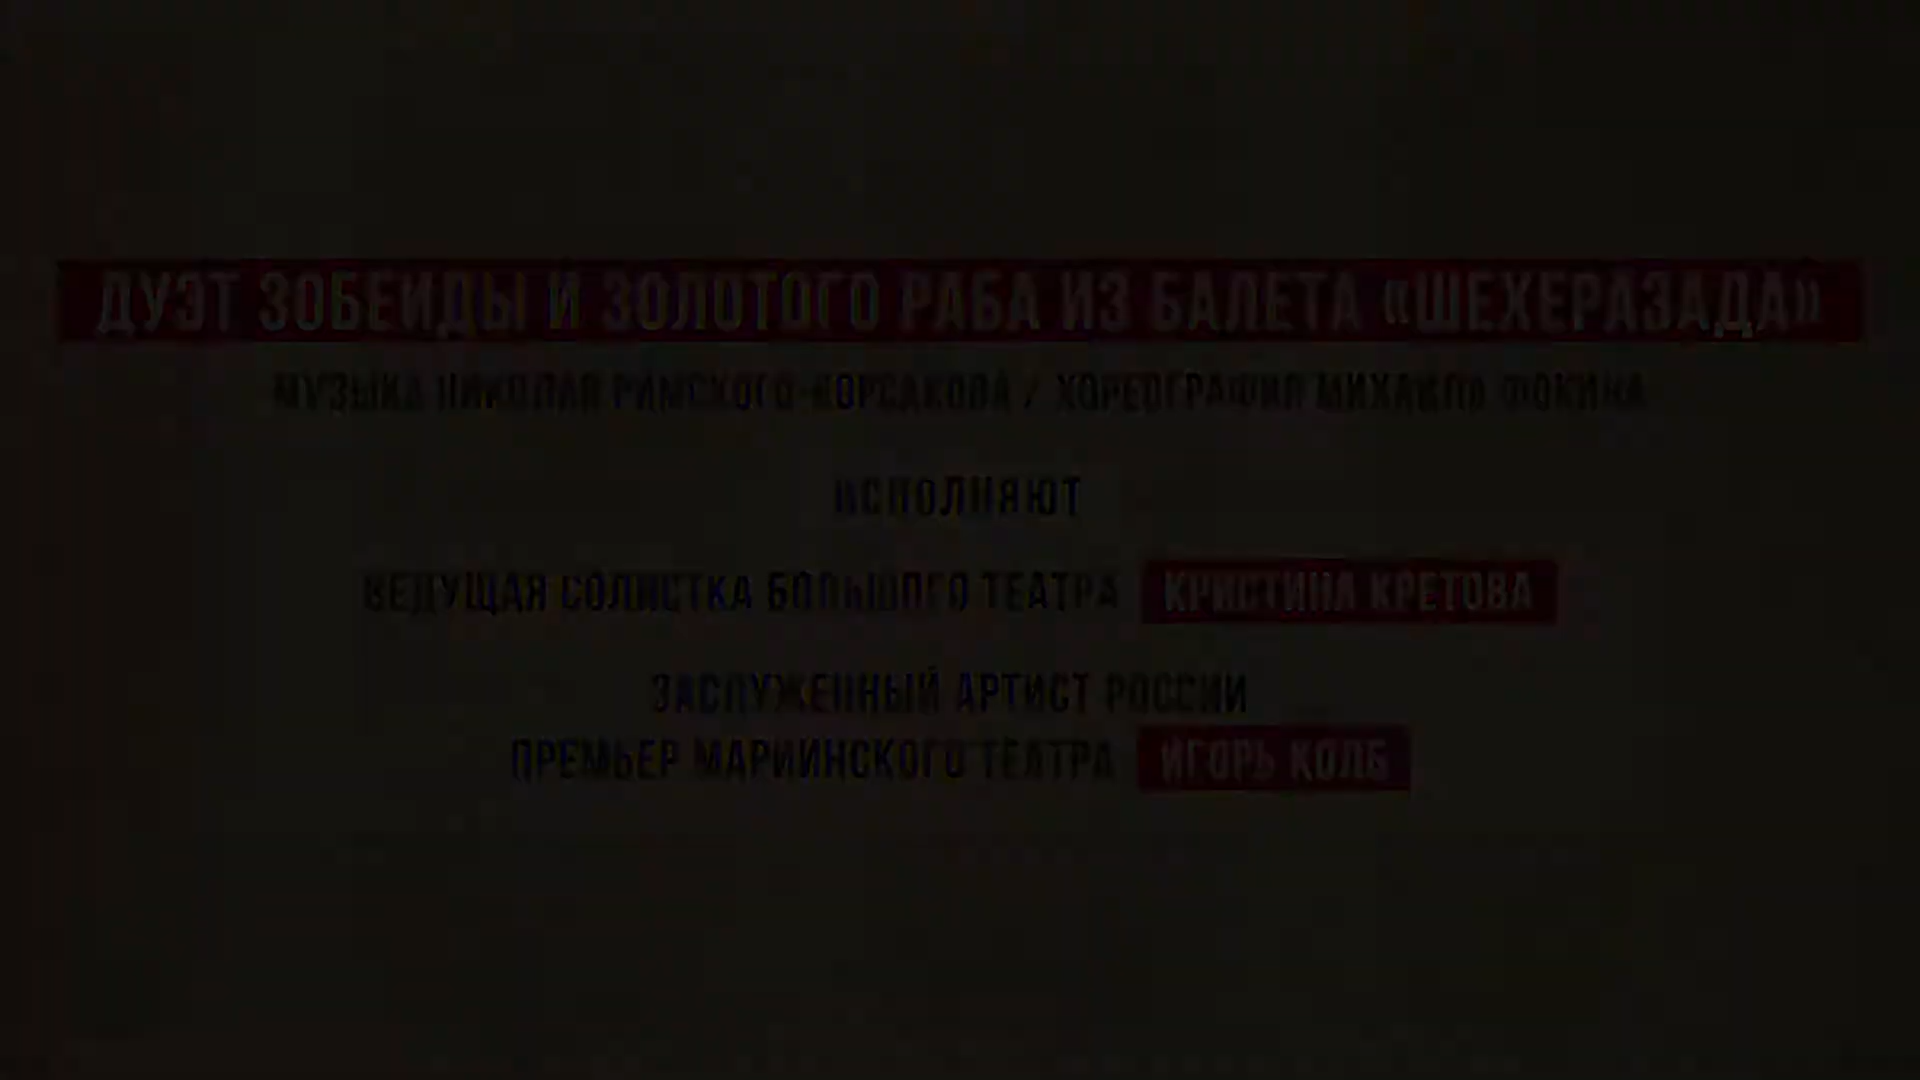 ДУЭТ ЗОБЕИДЫ И ЗОЛОТОГО РАБА ИЗ БАЛЕТА «ШЕХЕРАЗАДА»
МУЗЫКА НИКОЛАЯ РИМСКОГО-КОРСАКОВА / ХОРЕОГРАФИЯ МИХАИЛА ФОКИНА
ИСПОЛНЯЮТ
ВЕДУЩАЯ СОЛИСТКА БОЛЬШОГО ТЕАТРА КРИСТИНА КРЕТОВА
ЗАСЛУЖЕННЫЙ АРТИСТ РОССИИ
ПРЕМЬЕР МАРИИНСКОГО ТЕАТРА ИГОРЬ КОЛБ